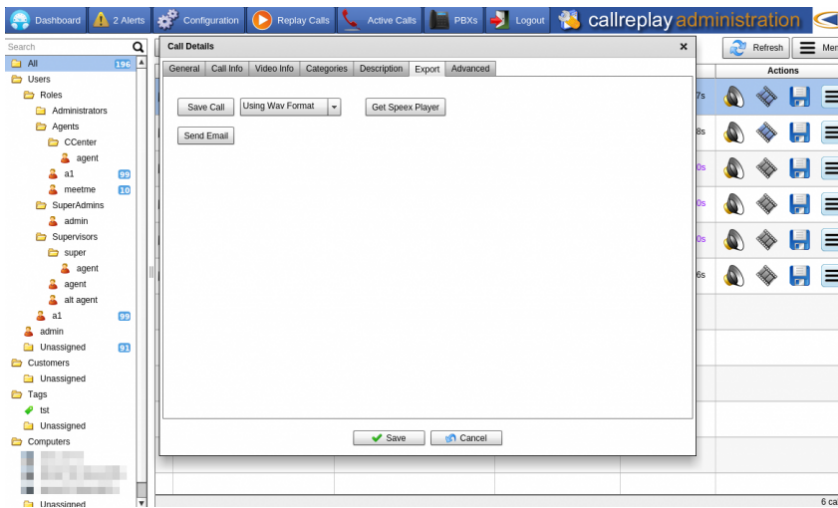 Dashboard 2 Alerts Configuration Replay Calls Active Calls PBXs Logout callreplay administration
Search
Call Details
Refresh
Men
General Call Info Video Info Categories Description Export Advanced
Actions
All 196
Users
Roles
Administrators
Agents
CCenter
agent
a1 99
meetme 10
SuperAdmins
admin
Supervisors
super
agent
agent
alt agent
a1 99
admin
Unassigned 91
Customers
Unassigned
Tags
tst
Unassigned
Computers
Unassigned
Save Call Using Wav Format Get Speex Player
Send Email
7s
8s
0s
0s
0s
6s
Save Cancel
6 ca